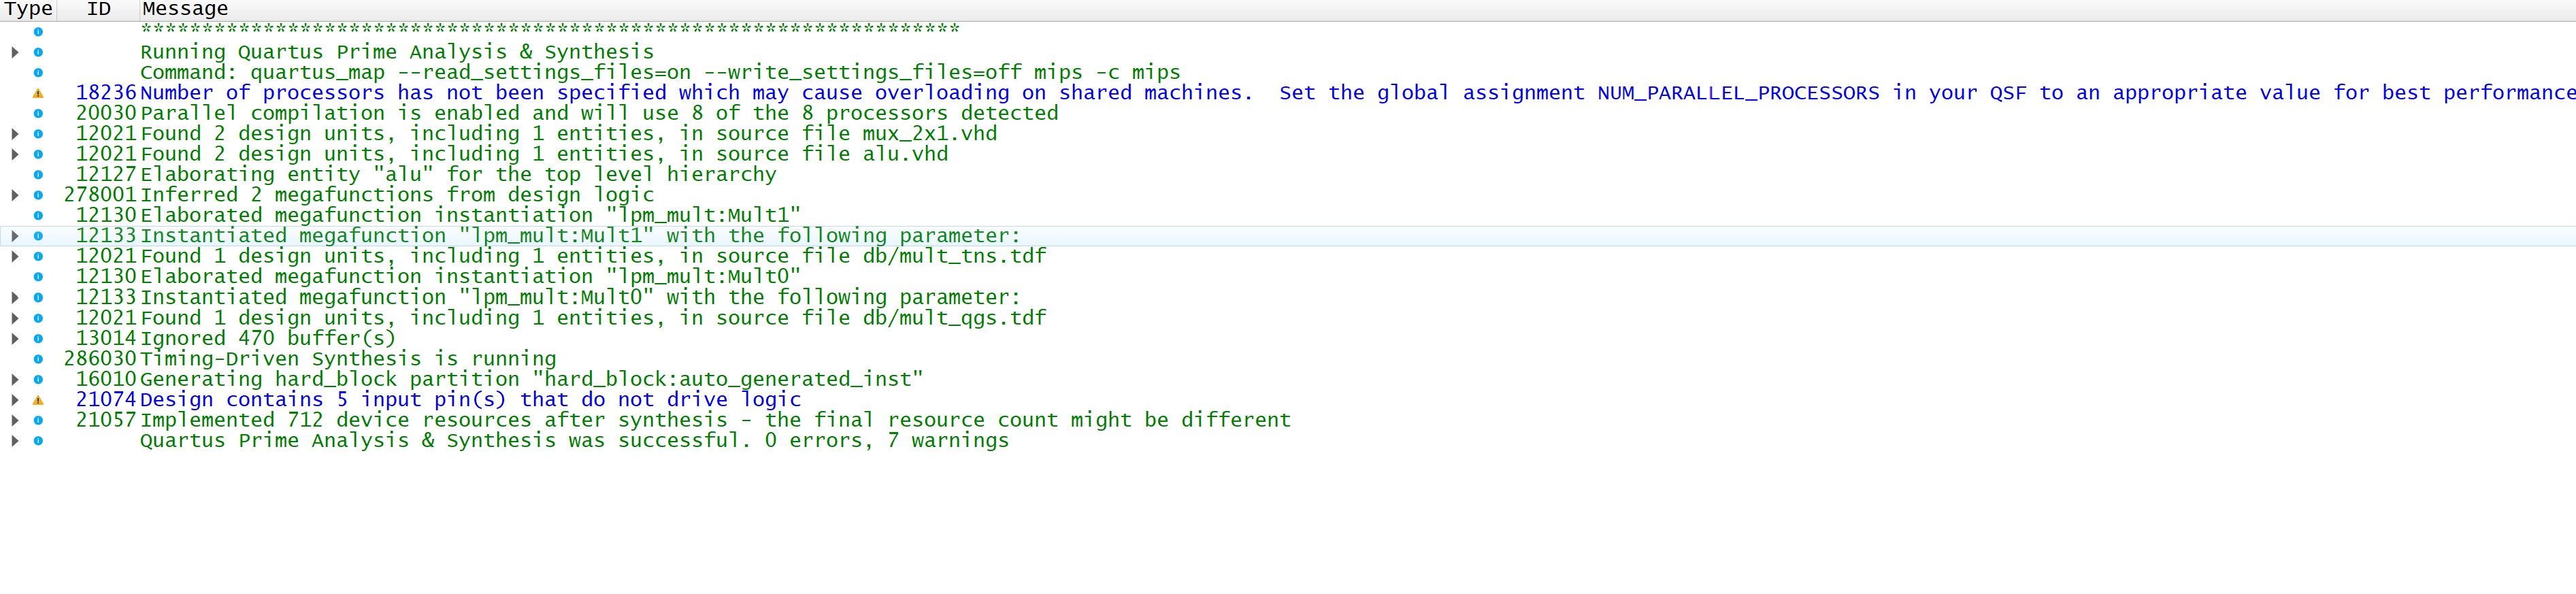 Type ID Message
*******************************************************************
Running Quartus Prime Analysis & Synthesis
Command: quartus_map --read_settings_files=on --write_settings_files=off mips -c mips
18236 Number of processors has not been specified which may cause overloading on shared machines.  Set the global assignment NUM_PARALLEL_PROCESSORS in your QSF to an appropriate value for best performance
20030 Parallel compilation is enabled and will use 8 of the 8 processors detected
12021 Found 2 design units, including 1 entities, in source file mux_2x1.vhd
12021 Found 2 design units, including 1 entities, in source file alu.vhd
12127 Elaborating entity "alu" for the top level hierarchy
278001 Inferred 2 megafunctions from design logic
12130 Elaborated megafunction instantiation "lpm_mult:Mult1"
12133 Instantiated megafunction "lpm_mult:Mult1" with the following parameter:
12021 Found 1 design units, including 1 entities, in source file db/mult_tns.tdf
12130 Elaborated megafunction instantiation "lpm_mult:Mult0"
12133 Instantiated megafunction "lpm_mult:Mult0" with the following parameter:
12021 Found 1 design units, including 1 entities, in source file db/mult_qgs.tdf
13014 Ignored 470 buffer(s)
286030 Timing-Driven Synthesis is running
16010 Generating hard_block partition "hard_block:auto_generated_inst"
21074 Design contains 5 input pin(s) that do not drive logic
21057 Implemented 712 device resources after synthesis - the final resource count might be different
Quartus Prime Analysis & Synthesis was successful. 0 errors, 7 warnings